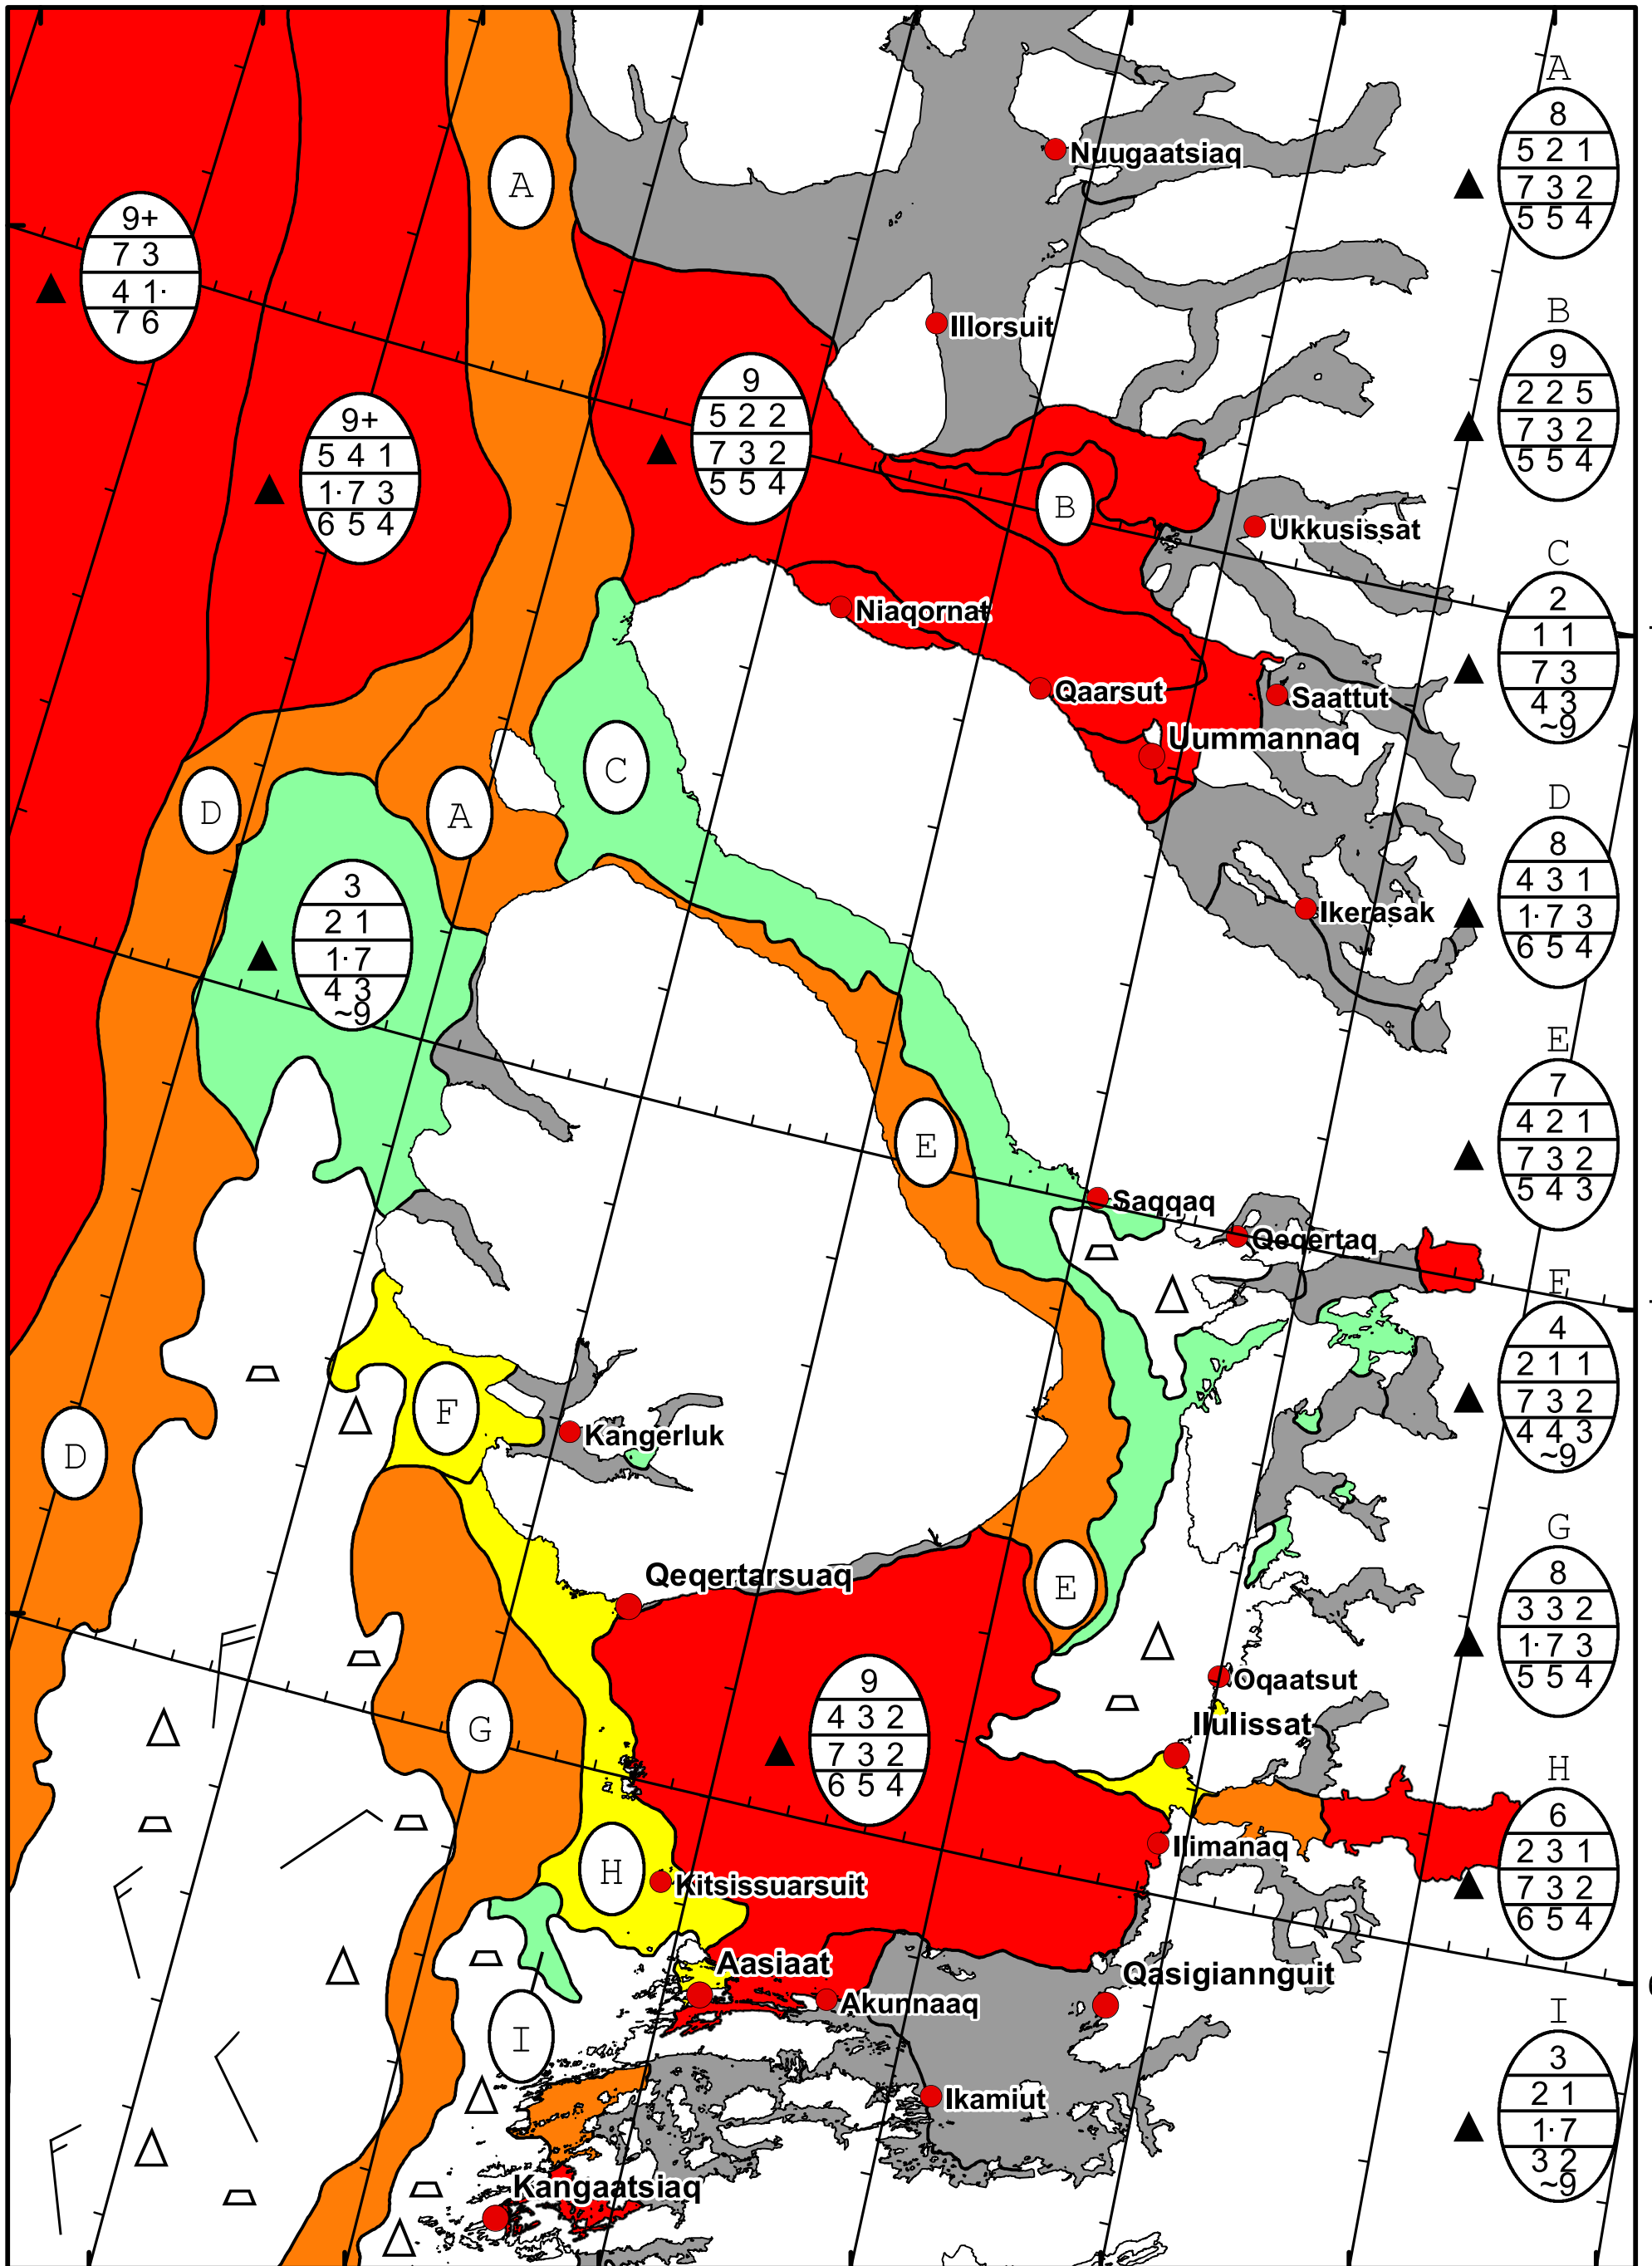 A
8
5 2 1
7 3 2
5 5 4
B
9
2 2 5
7 3 2
5 5 4
C
2
1 1
7 3
4 3
~9
D
8
4 3 1
1· 7 3
6 5 4
E
7
4 2 1
7 3 2
5 4 3
F
4
2 1 1
7 3 2
4 4 3
~9
G
8
3 3 2
1· 7 3
5 5 4
H
6
2 3 1
7 3 2
6 5 4
I
3
2 1
1· 7
3 2
~9
9+
7 3
4 1·
7 6
9+
5 4 1
1· 7 3
6 5 4
9
5 2 2
7 3 2
5 5 4
3
2 1
1· 7
4 3
~9
9
4 3 2
7 3 2
6 5 4
A
B
C
D
A
E
F
D
E
G
H
I
Nuugaatsiaq
Illorsuit
Ukkusissat
Niaqornat
Qaarsut
Saattut
Uummannaq
Ikerasak
Saqqaq
Qeqertaq
Kangerluk
Qeqertarsuaq
Oqaatsut
Ilulissat
Ilimanaq
Kitsissuarsuit
Aasiaat
Akunnaaq
Qasigiannguit
Ikamiut
Kangaatsiaq